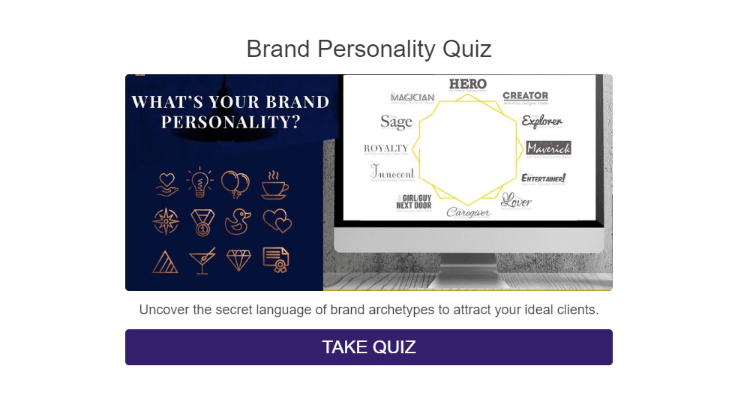 Brand Personality Quiz
WHAT'S YOUR BRAND
PERSONALITY?
HERO
MAGICIAN
CREATOR
Sage
Explorer
ROYALTY
Maverick
Innocent
ENTERTAINER!
GIRL/GUY
NEXT DOOR
Lover
Caregiver
Uncover the secret language of brand archetypes to attract your ideal clients.
TAKE QUIZ